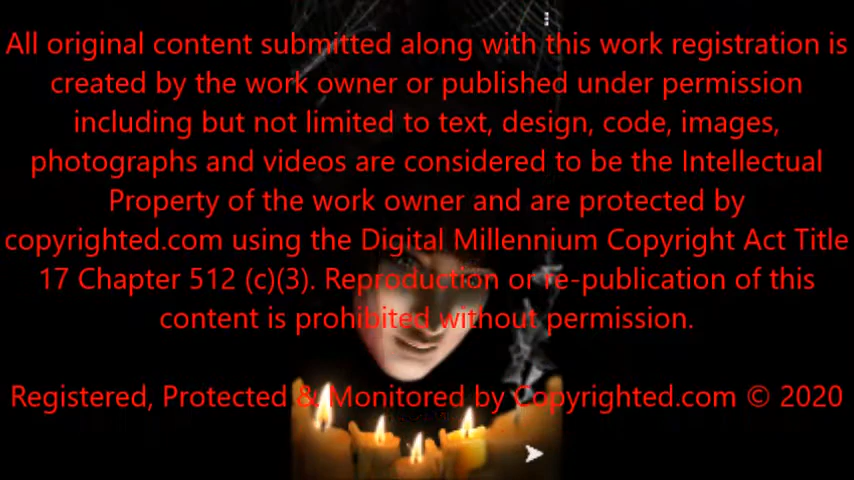 All original content submitted along with this work registration is
created by the work owner or published under permission
including but not limited to text, design, code, images,
photographs and videos are considered to be the Intellectual
Property of the work owner and are protected by
copyrighted.com using the Digital Millennium Copyright Act Title
17 Chapter 512 (c)(3). Reproduction or re-publication of this
content is prohibited without permission.
Registered, Protected & Monitored by Copyrighted.com © 2020